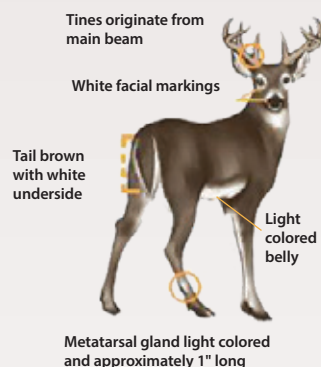 Tines originate from
main beam
White facial markings
Tail brown
with white
underside
Light
colored
belly
Metatarsal gland light colored
and approximately 1" long